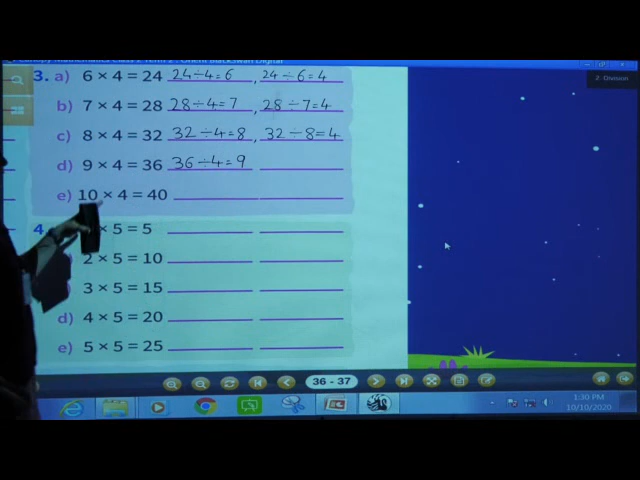 2 Division
3. a) 6 × 4 = 24 24÷4=6 , 24÷6=4
b) 7 × 4 = 28 28÷4=7 , 28÷7=4
c) 8 × 4 = 32 32÷4=8 , 32÷8=4
d) 9 × 4 = 36 36÷4=9
e) 10 × 4 = 40
4 × 5 = 5
2 × 5 = 10
3 × 5 = 15
d) 4 × 5 = 20
e) 5 × 5 = 25
36 - 37
1:30 PM
10/10/2020